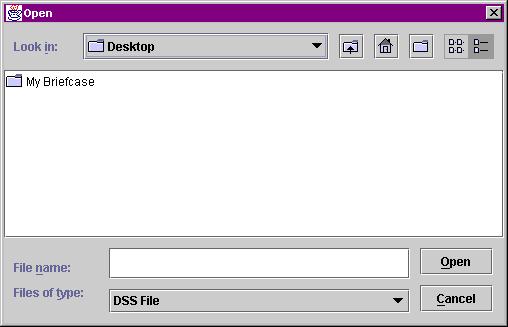 Open
Look in: Desktop
My Briefcase
File name: Open
Files of type: DSS File Cancel